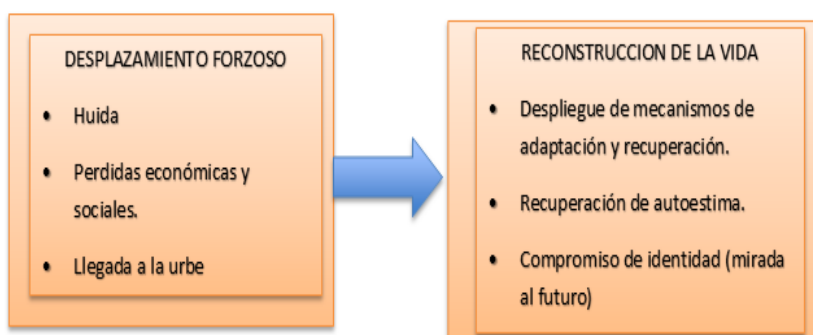 DESPLAZAMIENTO FORZOSO
• Huida
• Perdidas económicas y
sociales.
• Llegada a la urbe
RECONSTRUCCION DE LA VIDA
• Despliegue de mecanismos de
adaptación y recuperación.
• Recuperación de autoestima.
• Compromiso de identidad (mirada
al futuro)